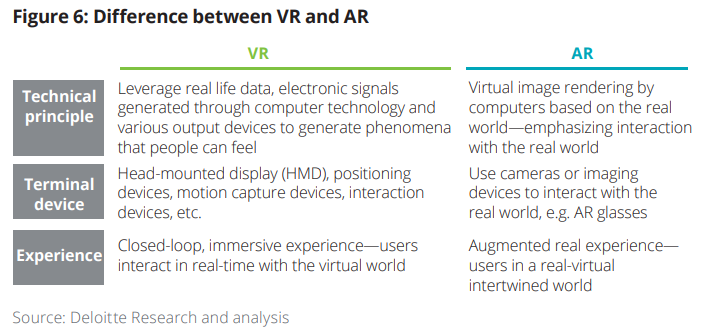 Figure 6: Difference between VR and AR
VR
AR
Technical
principle
Leverage real life data, electronic signals
generated through computer technology and
various output devices to generate phenomena
that people can feel
Virtual image rendering by
computers based on the real
world—emphasizing interaction
with the real world
Terminal
device
Head-mounted display (HMD), positioning
devices, motion capture devices, interaction
devices, etc.
Use cameras or imaging
devices to interact with the
real world, e.g. AR glasses
Experience
Closed-loop, immersive experience—users
interact in real-time with the virtual world
Augmented real experience—
users in a real-virtual
intertwined world
Source: Deloitte Research and analysis